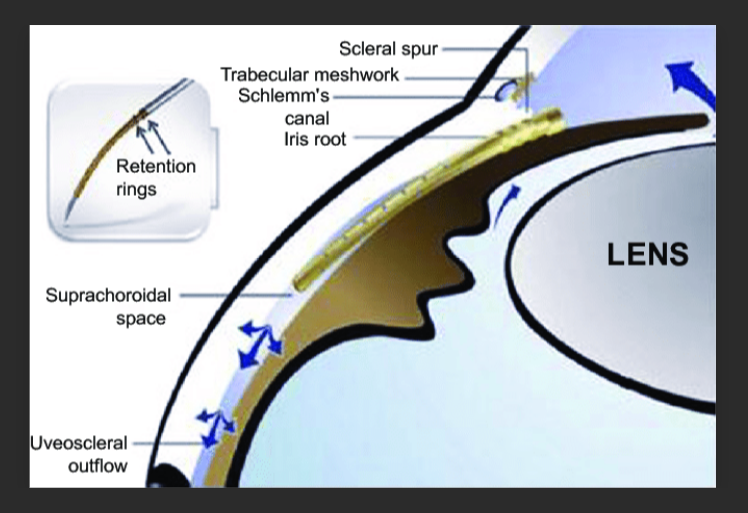 Scleral spur
Trabecular meshwork
Schlemm's
canal
Iris root
Retention
rings
LENS
Suprachoroidal
space
Uveoscleral
outflow